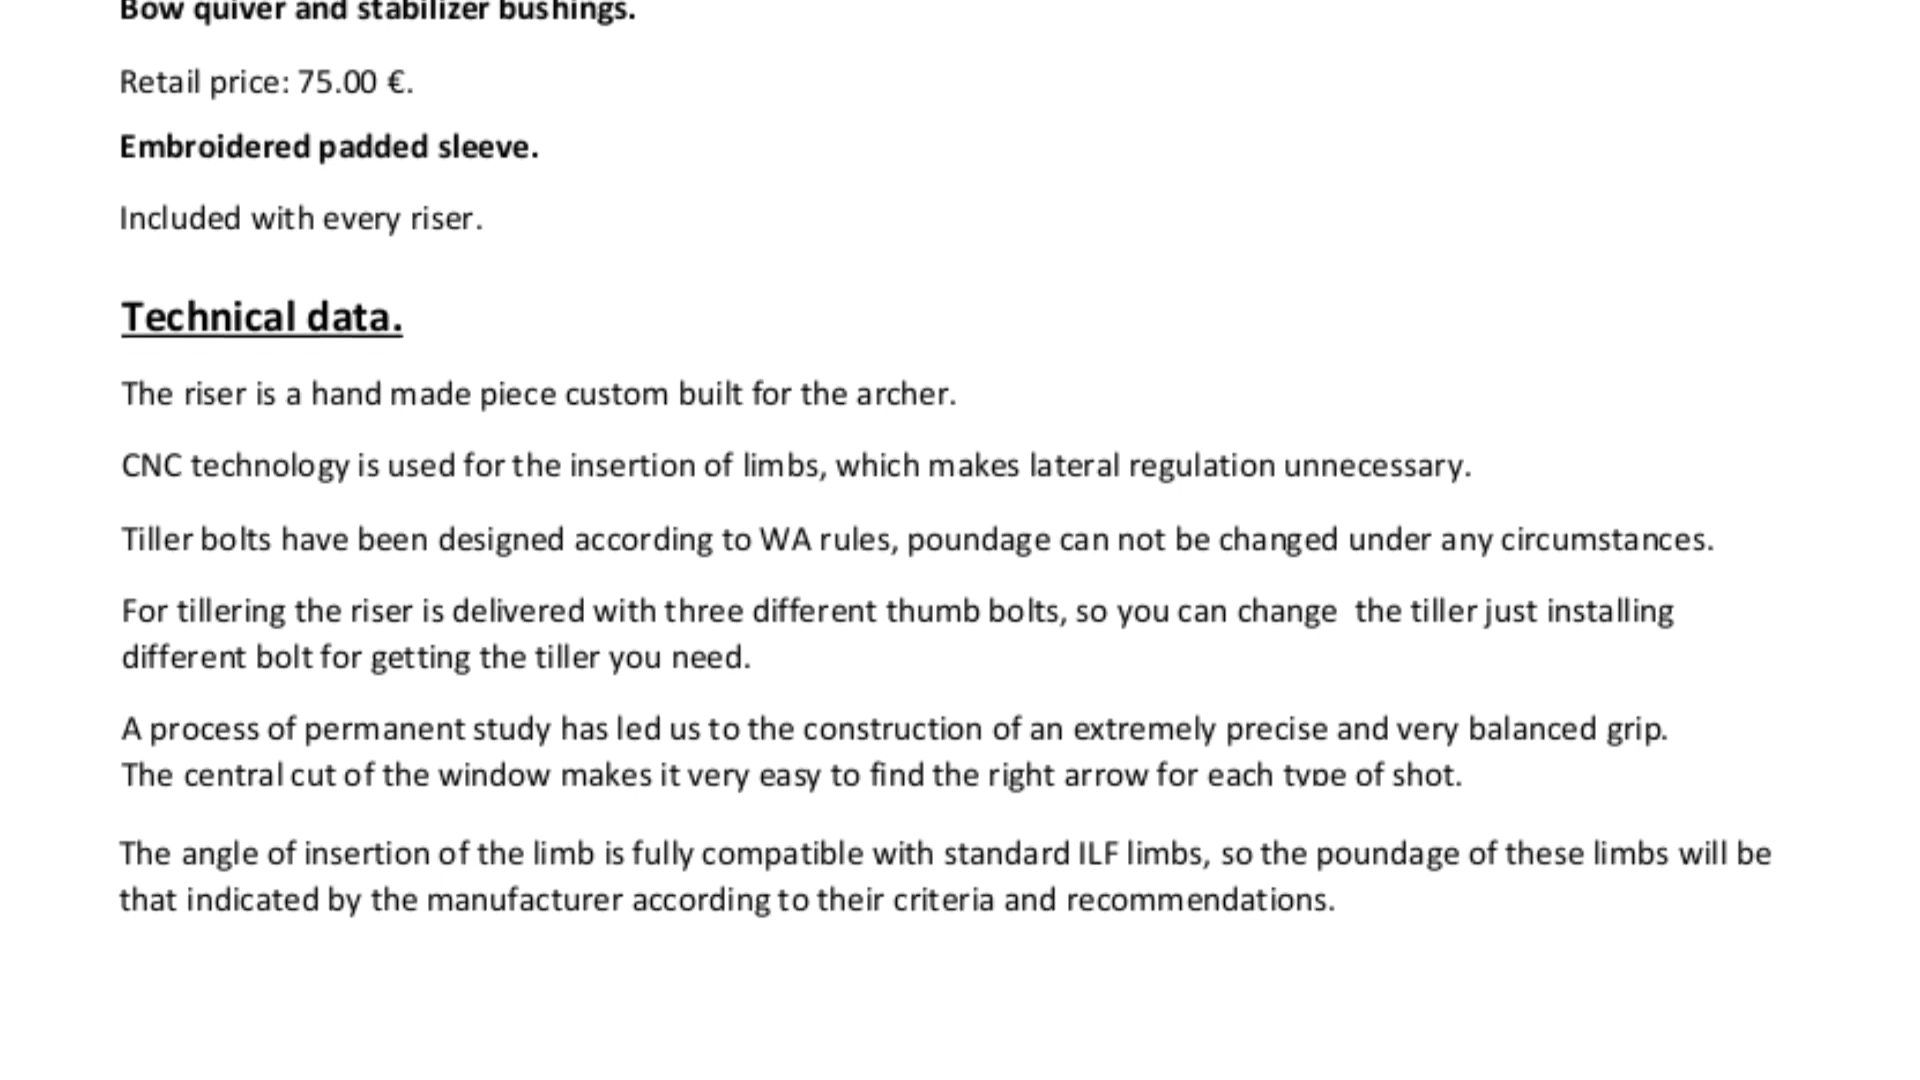 Bow quiver and stabilizer bushings.
Retail price: 75.00 €.
Embroidered padded sleeve.
Included with every riser.
Technical data.
The riser is a hand made piece custom built for the archer.
CNC technology is used for the insertion of limbs, which makes lateral regulation unnecessary.
Tiller bolts have been designed according to WA rules, poundage can not be changed under any circumstances.
For tillering the riser is delivered with three different thumb bolts, so you can change  the tiller just installing
different bolt for getting the tiller you need.
A process of permanent study has led us to the construction of an extremely precise and very balanced grip.
The central cut of the window makes it very easy to find the right arrow for each type of shot.
The angle of insertion of the limb is fully compatible with standard ILF limbs, so the poundage of these limbs will be
that indicated by the manufacturer according to their criteria and recommendations.